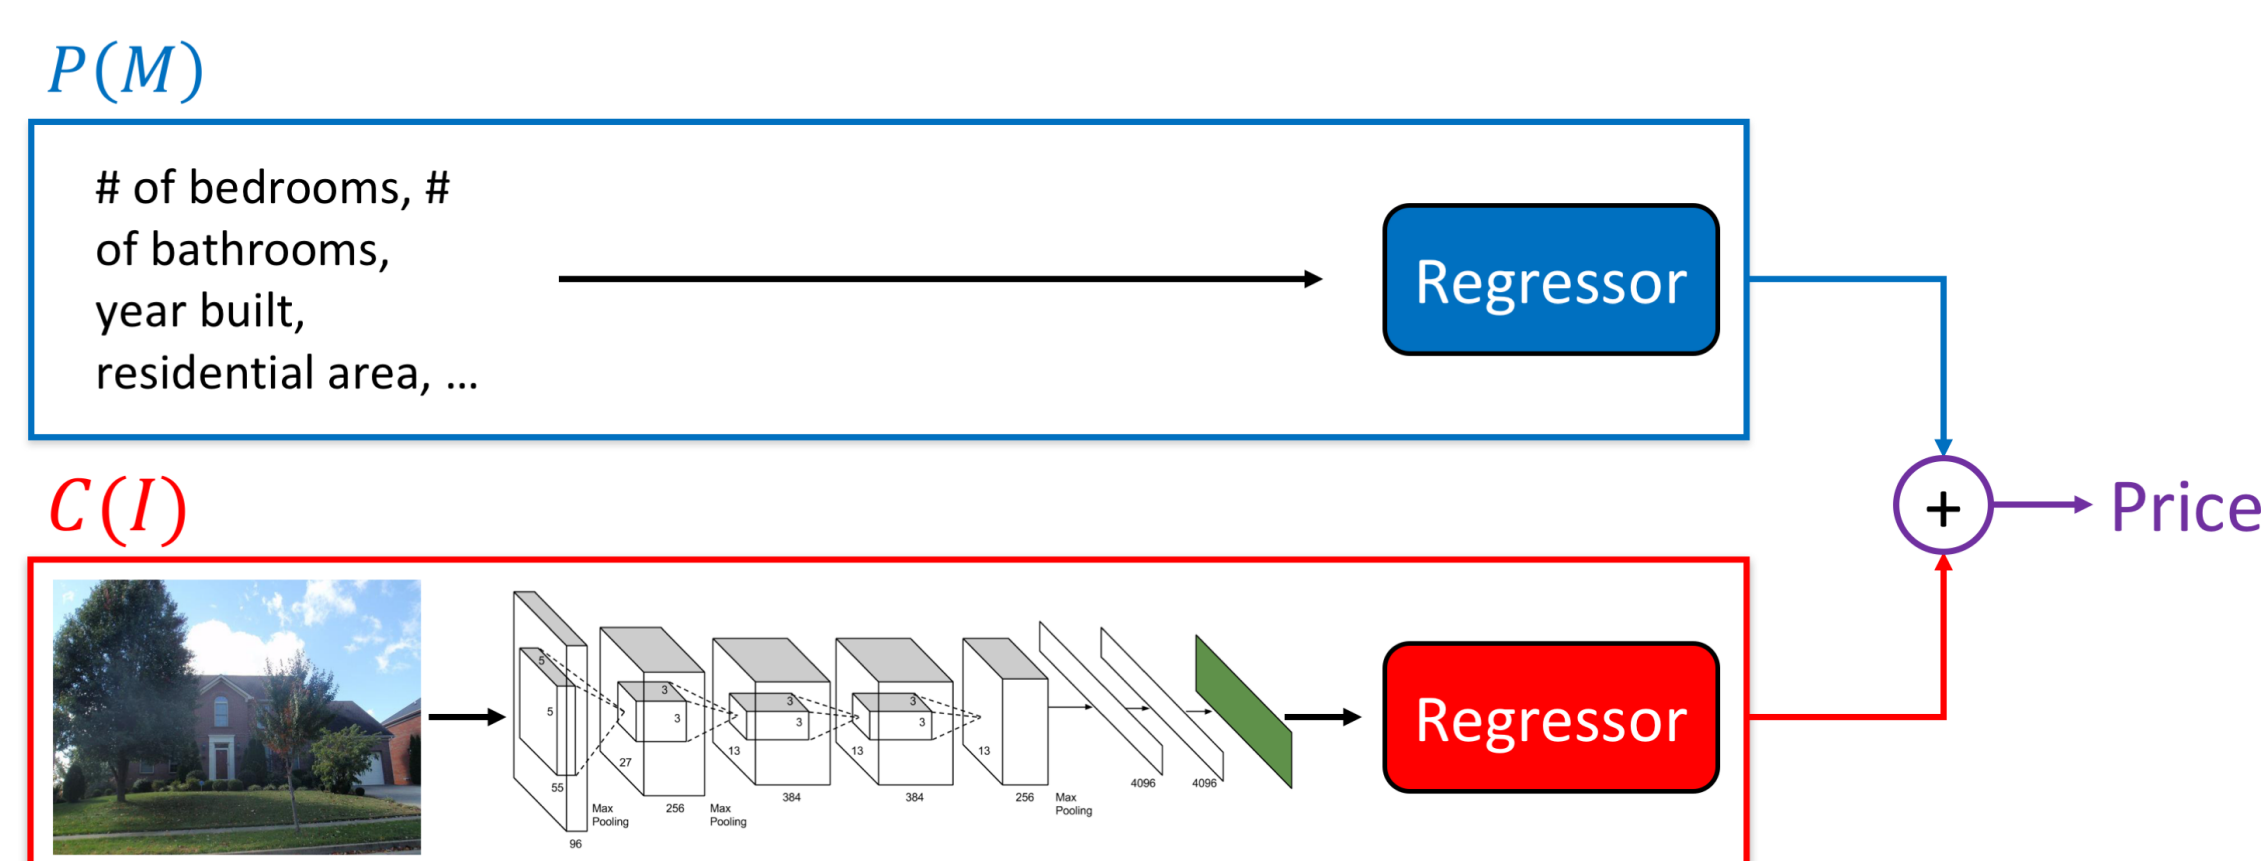 P(M)
# of bedrooms, #
of bathrooms,
year built,
residential area, ...
Regressor
C(I)
+
Price
5
5
55
96
Max
Pooling
3
3
27
256
Max
Pooling
3
3
13
384
3
3
13
384
13
256
Max
Pooling
4096
4096
Regressor